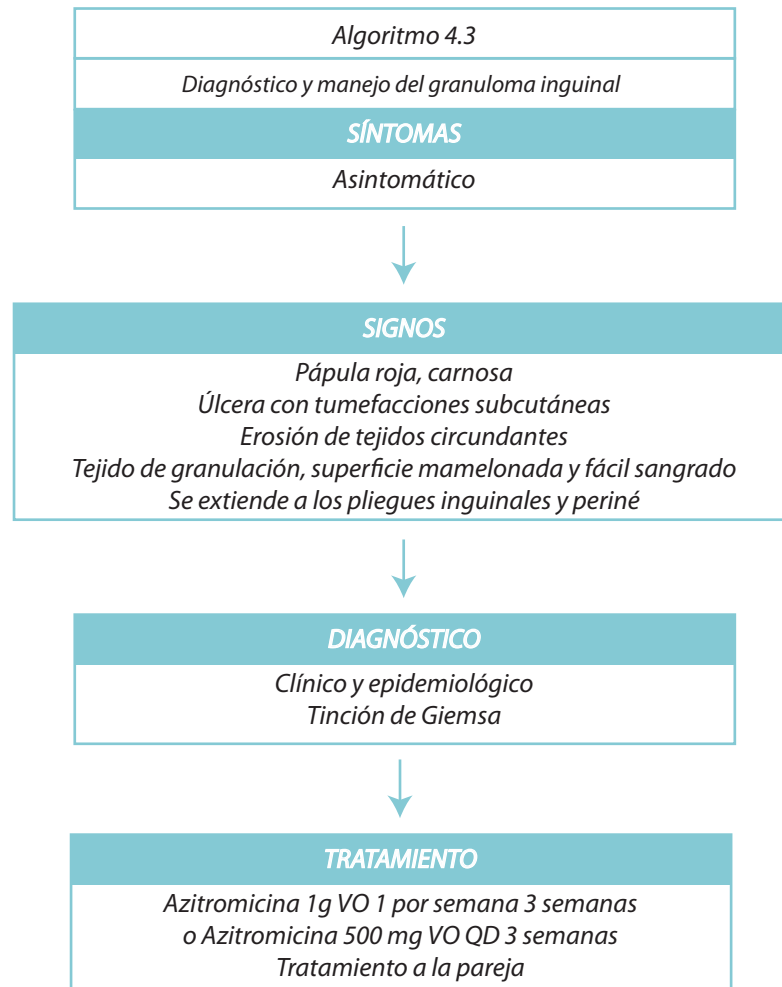 Algoritmo 4.3
Diagnóstico y manejo del granuloma inguinal
SÍNTOMAS
Asintomático
SIGNOS
Pápula roja, carnosa
Úlcera con tumefacciones subcutáneas
Erosión de tejidos circundantes
Tejido de granulación, superficie mamelonada y fácil sangrado
Se extiende a los pliegues inguinales y periné
DIAGNÓSTICO
Clínico y epidemiológico
Tinción de Giemsa
TRATAMIENTO
Azitromicina 1g VO 1 por semana 3 semanas
o Azitromicina 500 mg VO QD 3 semanas
Tratamiento a la pareja